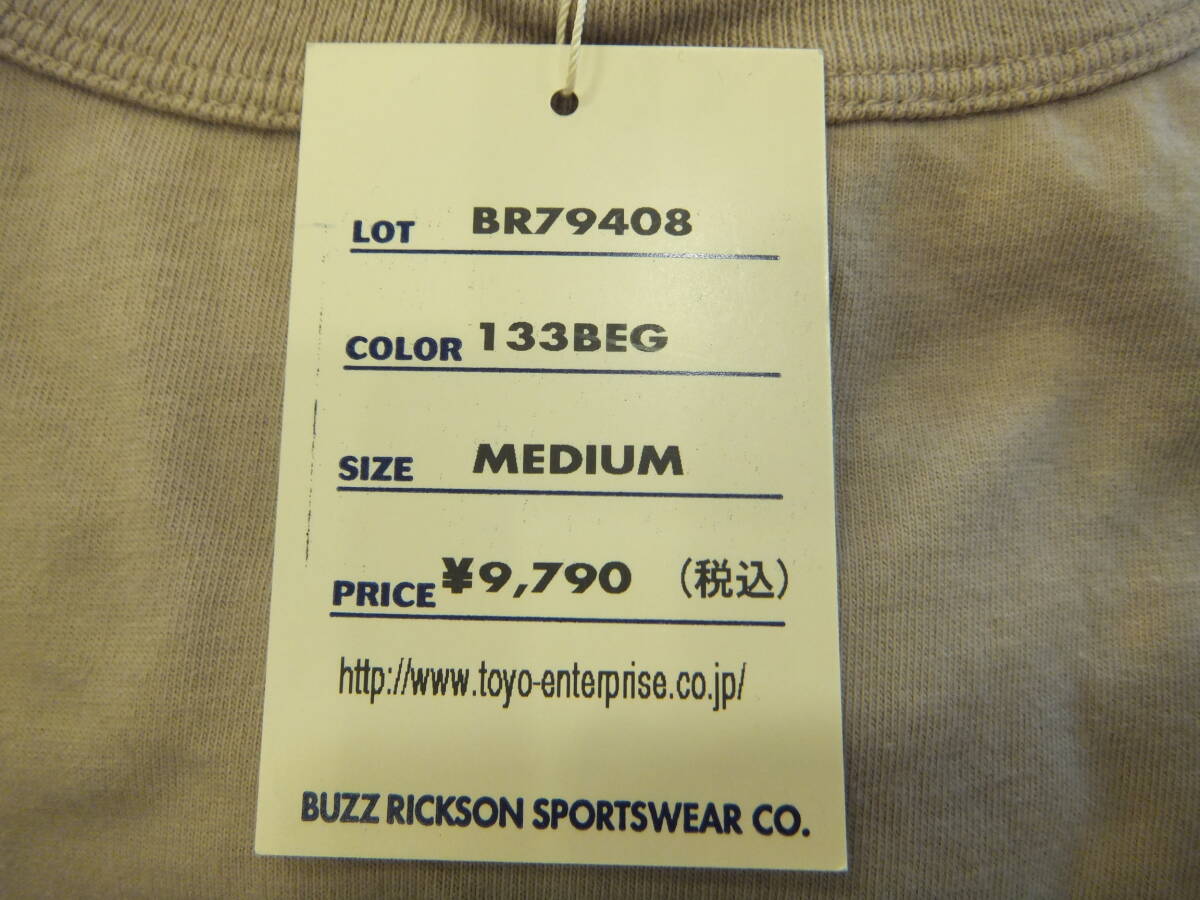 LOT BR79408
COLOR 133BEG
SIZE MEDIUM
PRICE ¥9,790 (税込)
http://www.toyo-enterprise.co.jp/
BUZZ RICKSON SPORTSWEAR CO.